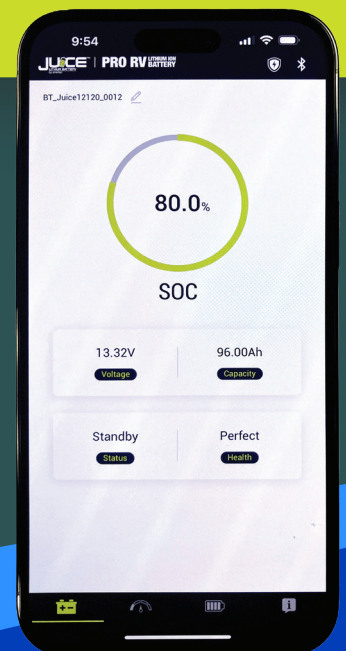 9:54
JUICE | PRO RV LITHIUM ION BATTERY
BT_Juice12120_0012
80.0%
SOC
13.32V
96.00Ah
Voltage
Capacity
Standby
Perfect
Status
Health